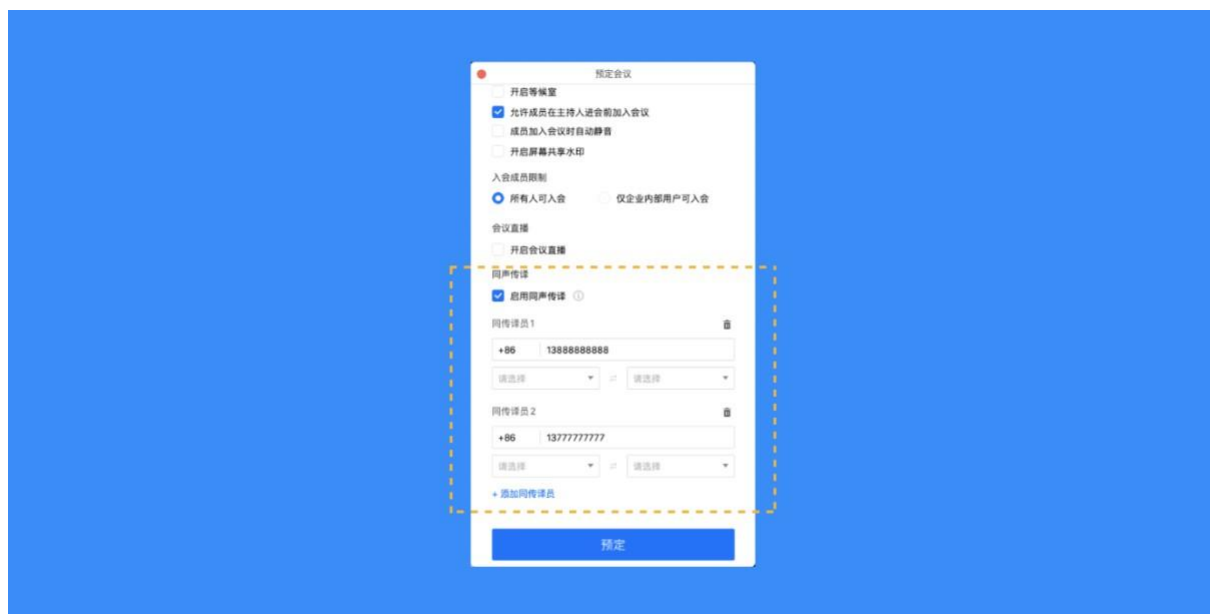 预定会议
开启等候室
允许成员在主持人进会前加入会议
成员加入会议时自动静音
开启屏幕共享水印
入会成员限制
所有人可入会 仅企业内部用户可入会
会议直播
开启会议直播
同声传译
启用同声传译
同传译员1
+86 13888888888
请选择 请选择
同传译员2
+86 13777777777
请选择 请选择
+ 添加同传译员
预定